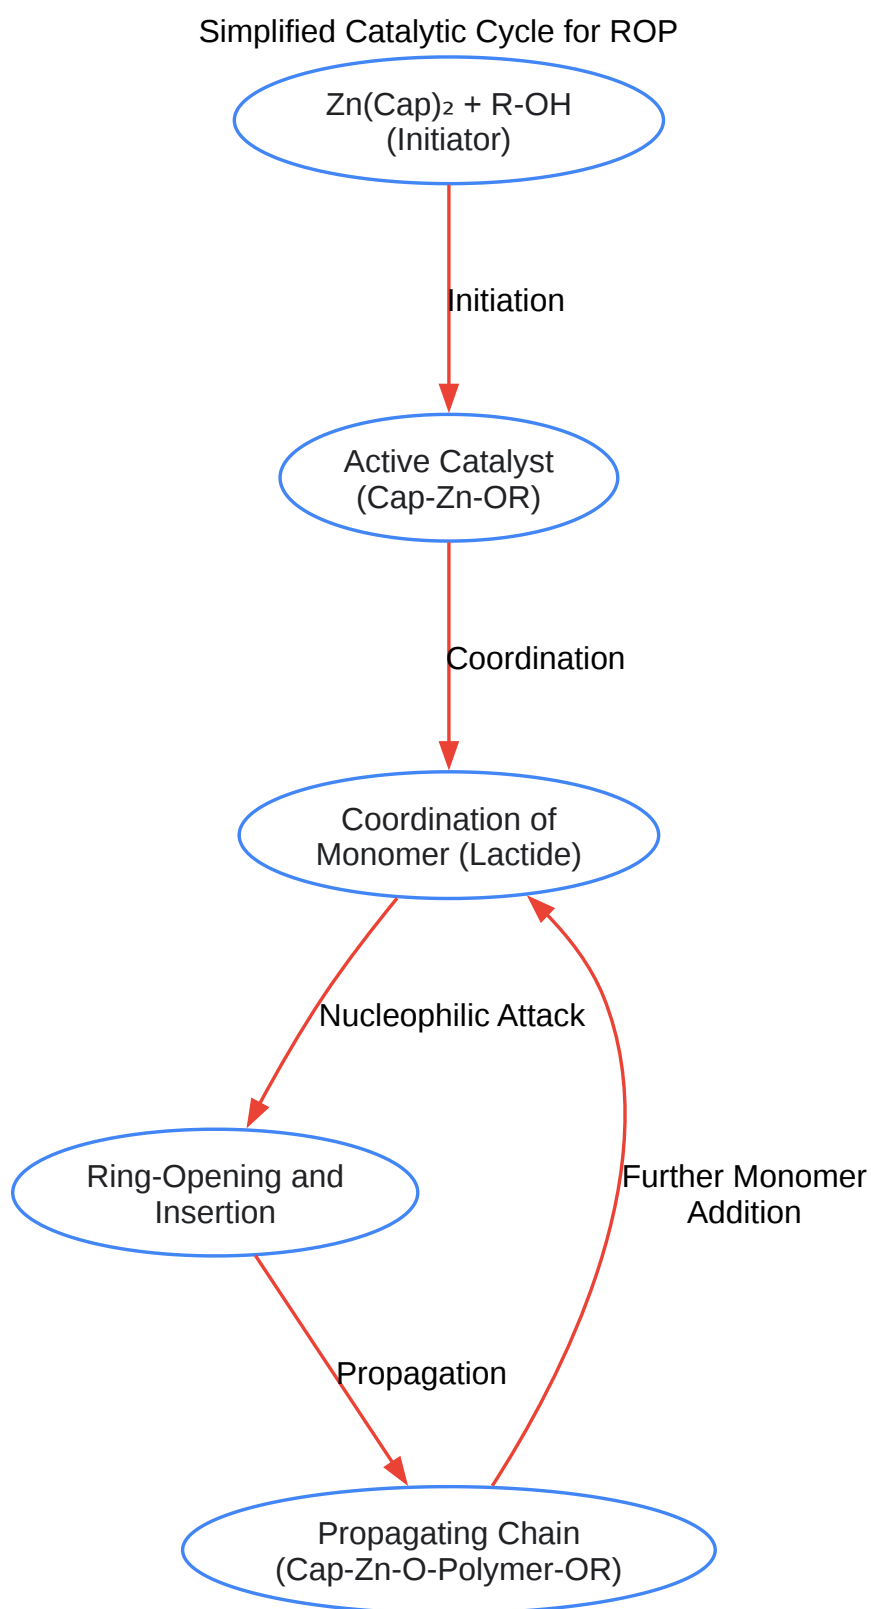 Simplified Catalytic Cycle for ROP
Zn(Cap)₂ + R-OH
(Initiator)
Initiation
Active Catalyst
(Cap-Zn-OR)
Coordination
Coordination of
Monomer (Lactide)
Nucleophilic Attack
Ring-Opening and
Insertion
Further Monomer
Addition
Propagation
Propagating Chain
(Cap-Zn-O-Polymer-OR)